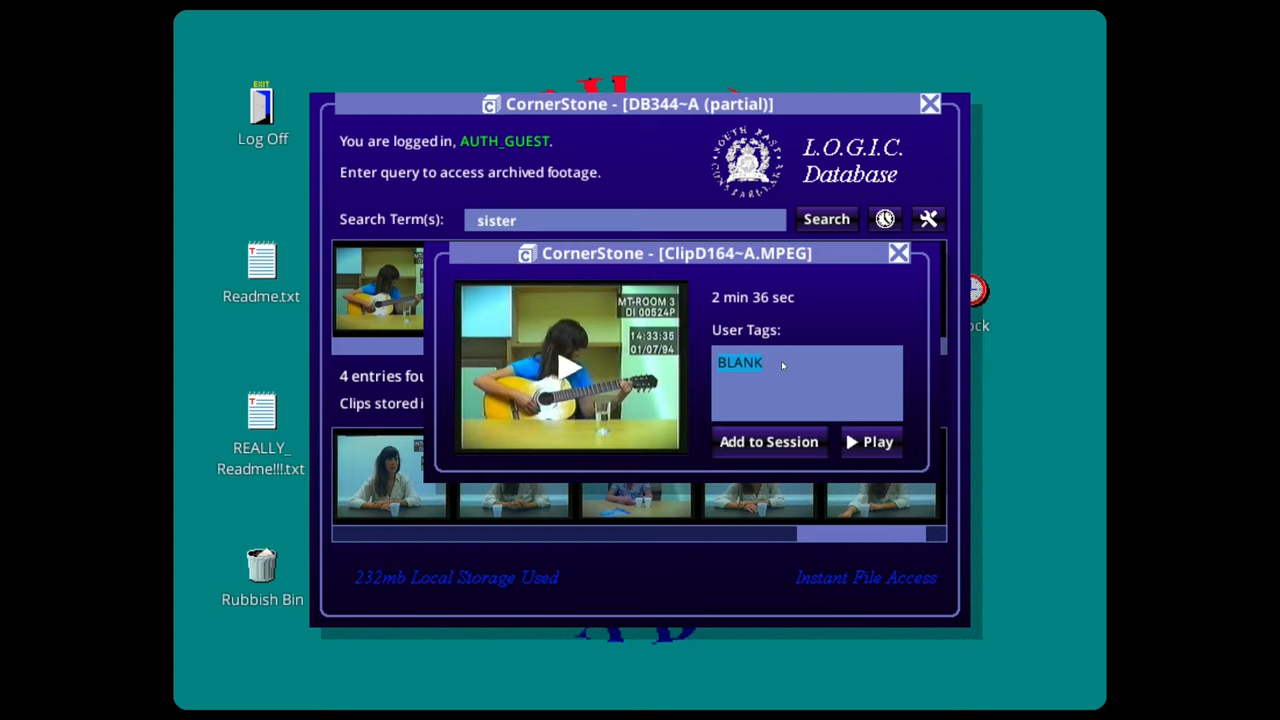 EXIT
Log Off
Readme.txt
REALLY_
Readme!!!.txt
Rubbish Bin
ock
CornerStone - [DB344~A (partial)]
You are logged in, AUTH_GUEST.
Enter query to access archived footage.
L.O.G.I.C.
Database
Search Term(s):
sister
Search
4 entries fou
Clips stored i
CornerStone - [ClipD164~A.MPEG]
MT-ROOM 3
DI 00524P
14:33:35
01/07/94
2 min 36 sec
User Tags:
BLANK
Add to Session
Play
232mb Local Storage Used
Instant File Access